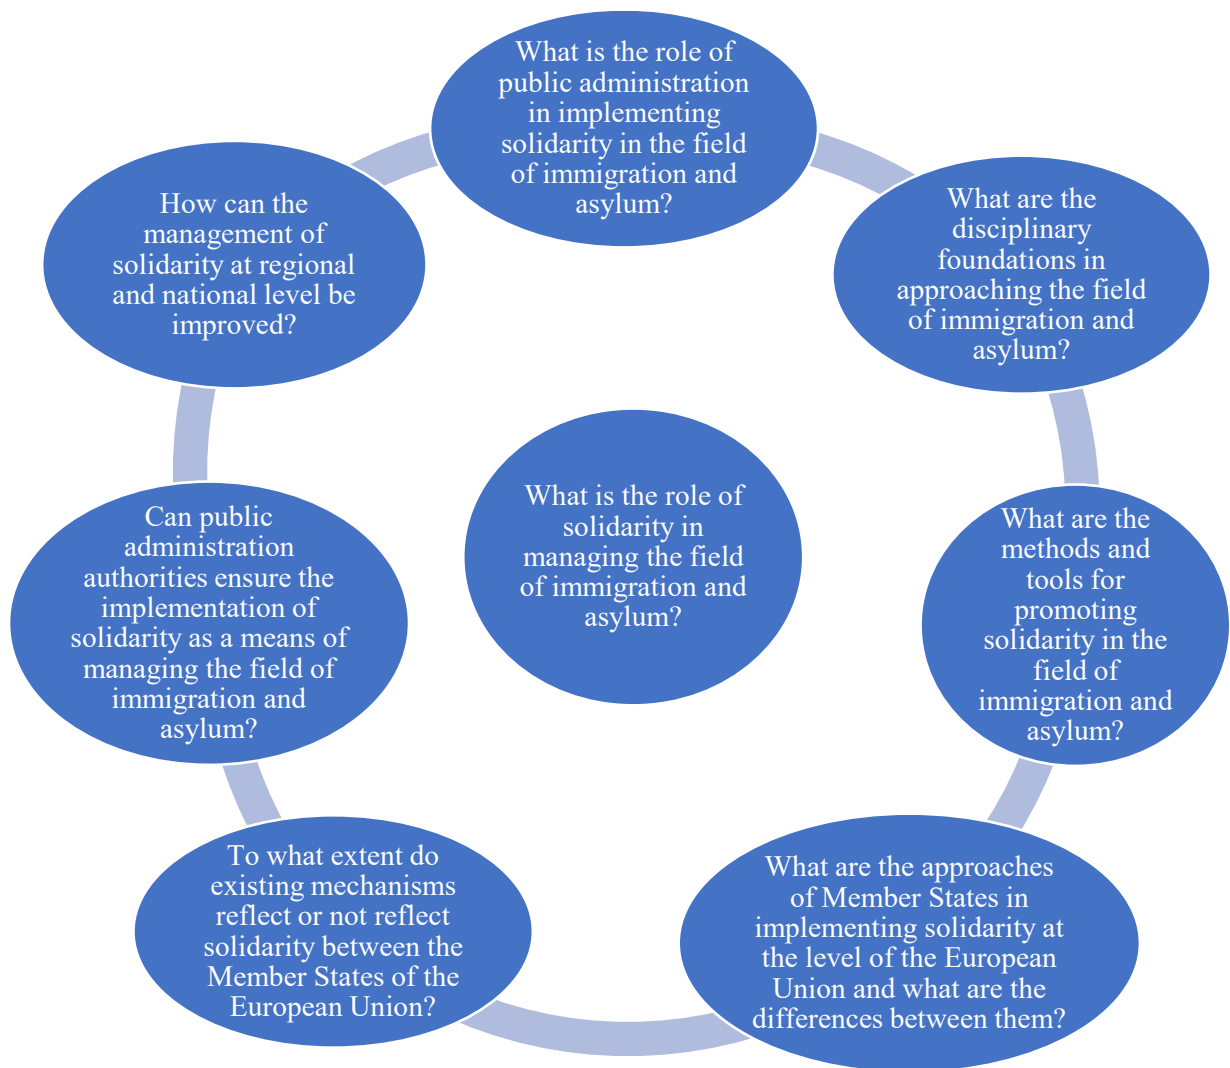 What is the role of
public administration
in implementing
solidarity in the field
of immigration and
asylum?
What are the
disciplinary
foundations in
approaching the field
of immigration and
asylum?
What are the
methods and
tools for
promoting
solidarity in the
field of
immigration and
asylum?
What are the approaches
of Member States in
implementing solidarity at
the level of the European
Union and what are the
differences between them?
To what extent do
existing mechanisms
reflect or not reflect
solidarity between the
Member States of the
European Union?
Can public
administration
authorities ensure the
implementation of
solidarity as a means of
managing the field of
immigration and
asylum?
How can the
management of
solidarity at regional
and national level be
improved?
What is the role of
solidarity in
managing the field
of immigration and
asylum?